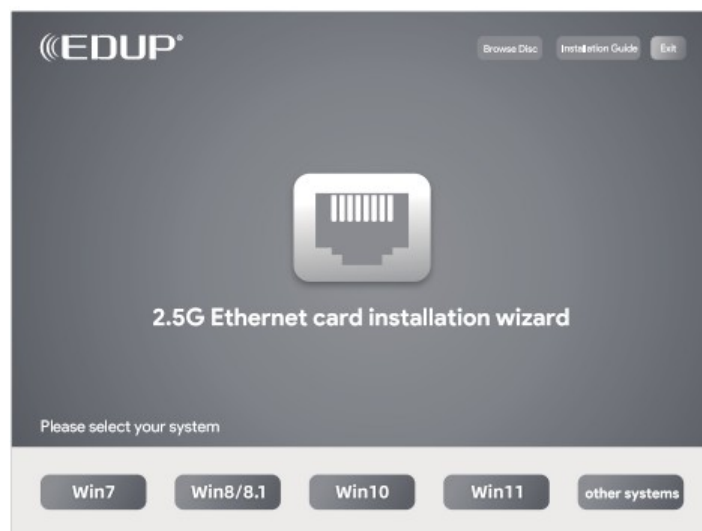 EDUP®
Browse Disc Installation Guide Exit
2.5G Ethernet card installation wizard
Please select your system
Win7 Win8/8.1 Win10 Win11 other systems